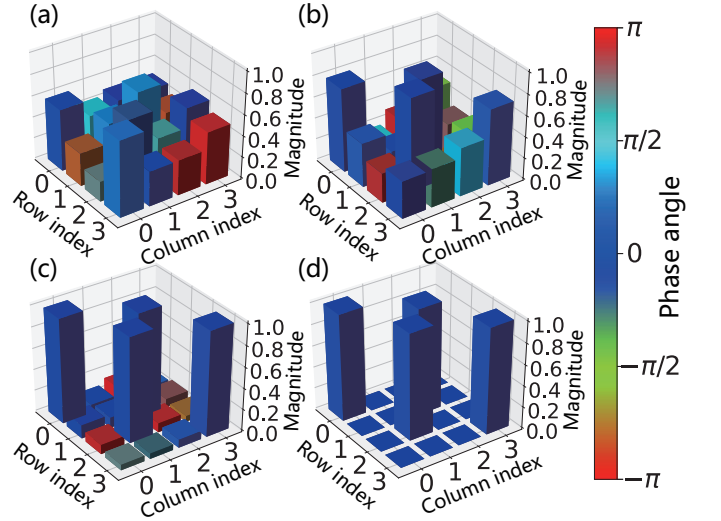 (a)
1.0
0.8
0.6
0.4
0.2
0.0
Magnitude
0
1
2
3
Row index
0
1
2
3
Column index
(b)
1.0
0.8
0.6
0.4
0.2
0.0
Magnitude
0
1
2
3
Row index
0
1
2
3
Column index
(c)
1.0
0.8
0.6
0.4
0.2
0.0
Magnitude
0
1
2
3
Row index
0
1
2
3
Column index
(d)
1.0
0.8
0.6
0.4
0.2
0.0
Magnitude
0
1
2
3
Row index
0
1
2
3
Column index
π
π/2
0
−π/2
−π
Phase angle